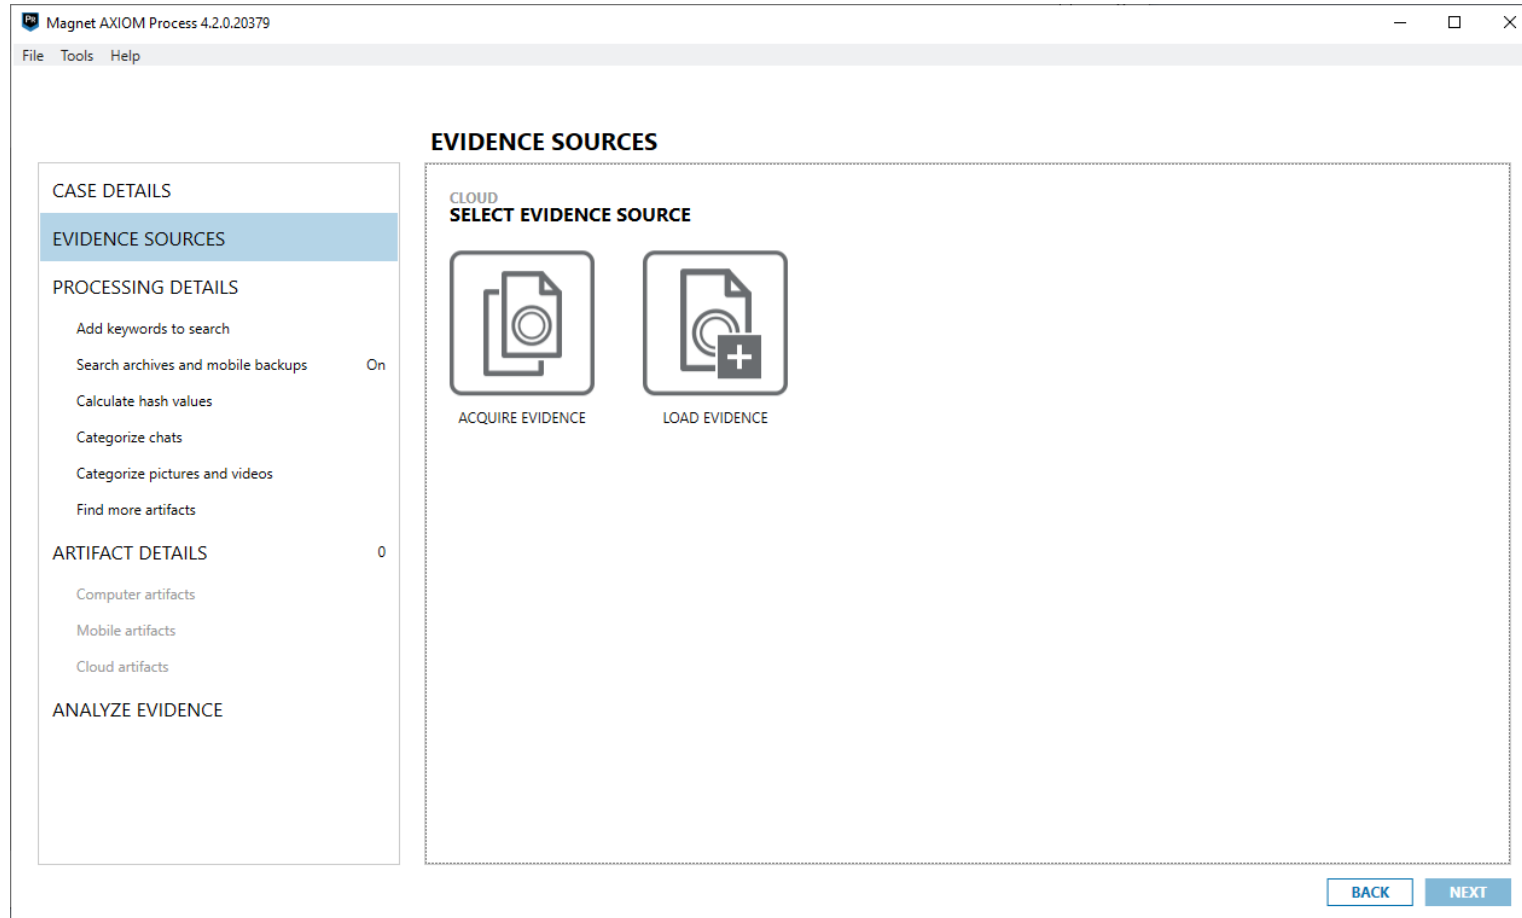 PR Magnet AXIOM Process 4.2.0.20379
File Tools Help
EVIDENCE SOURCES
CASE DETAILS
EVIDENCE SOURCES
PROCESSING DETAILS
Add keywords to search
Search archives and mobile backups On
Calculate hash values
Categorize chats
Categorize pictures and videos
Find more artifacts
ARTIFACT DETAILS 0
Computer artifacts
Mobile artifacts
Cloud artifacts
ANALYZE EVIDENCE
CLOUD
SELECT EVIDENCE SOURCE
ACQUIRE EVIDENCE LOAD EVIDENCE
BACK NEXT